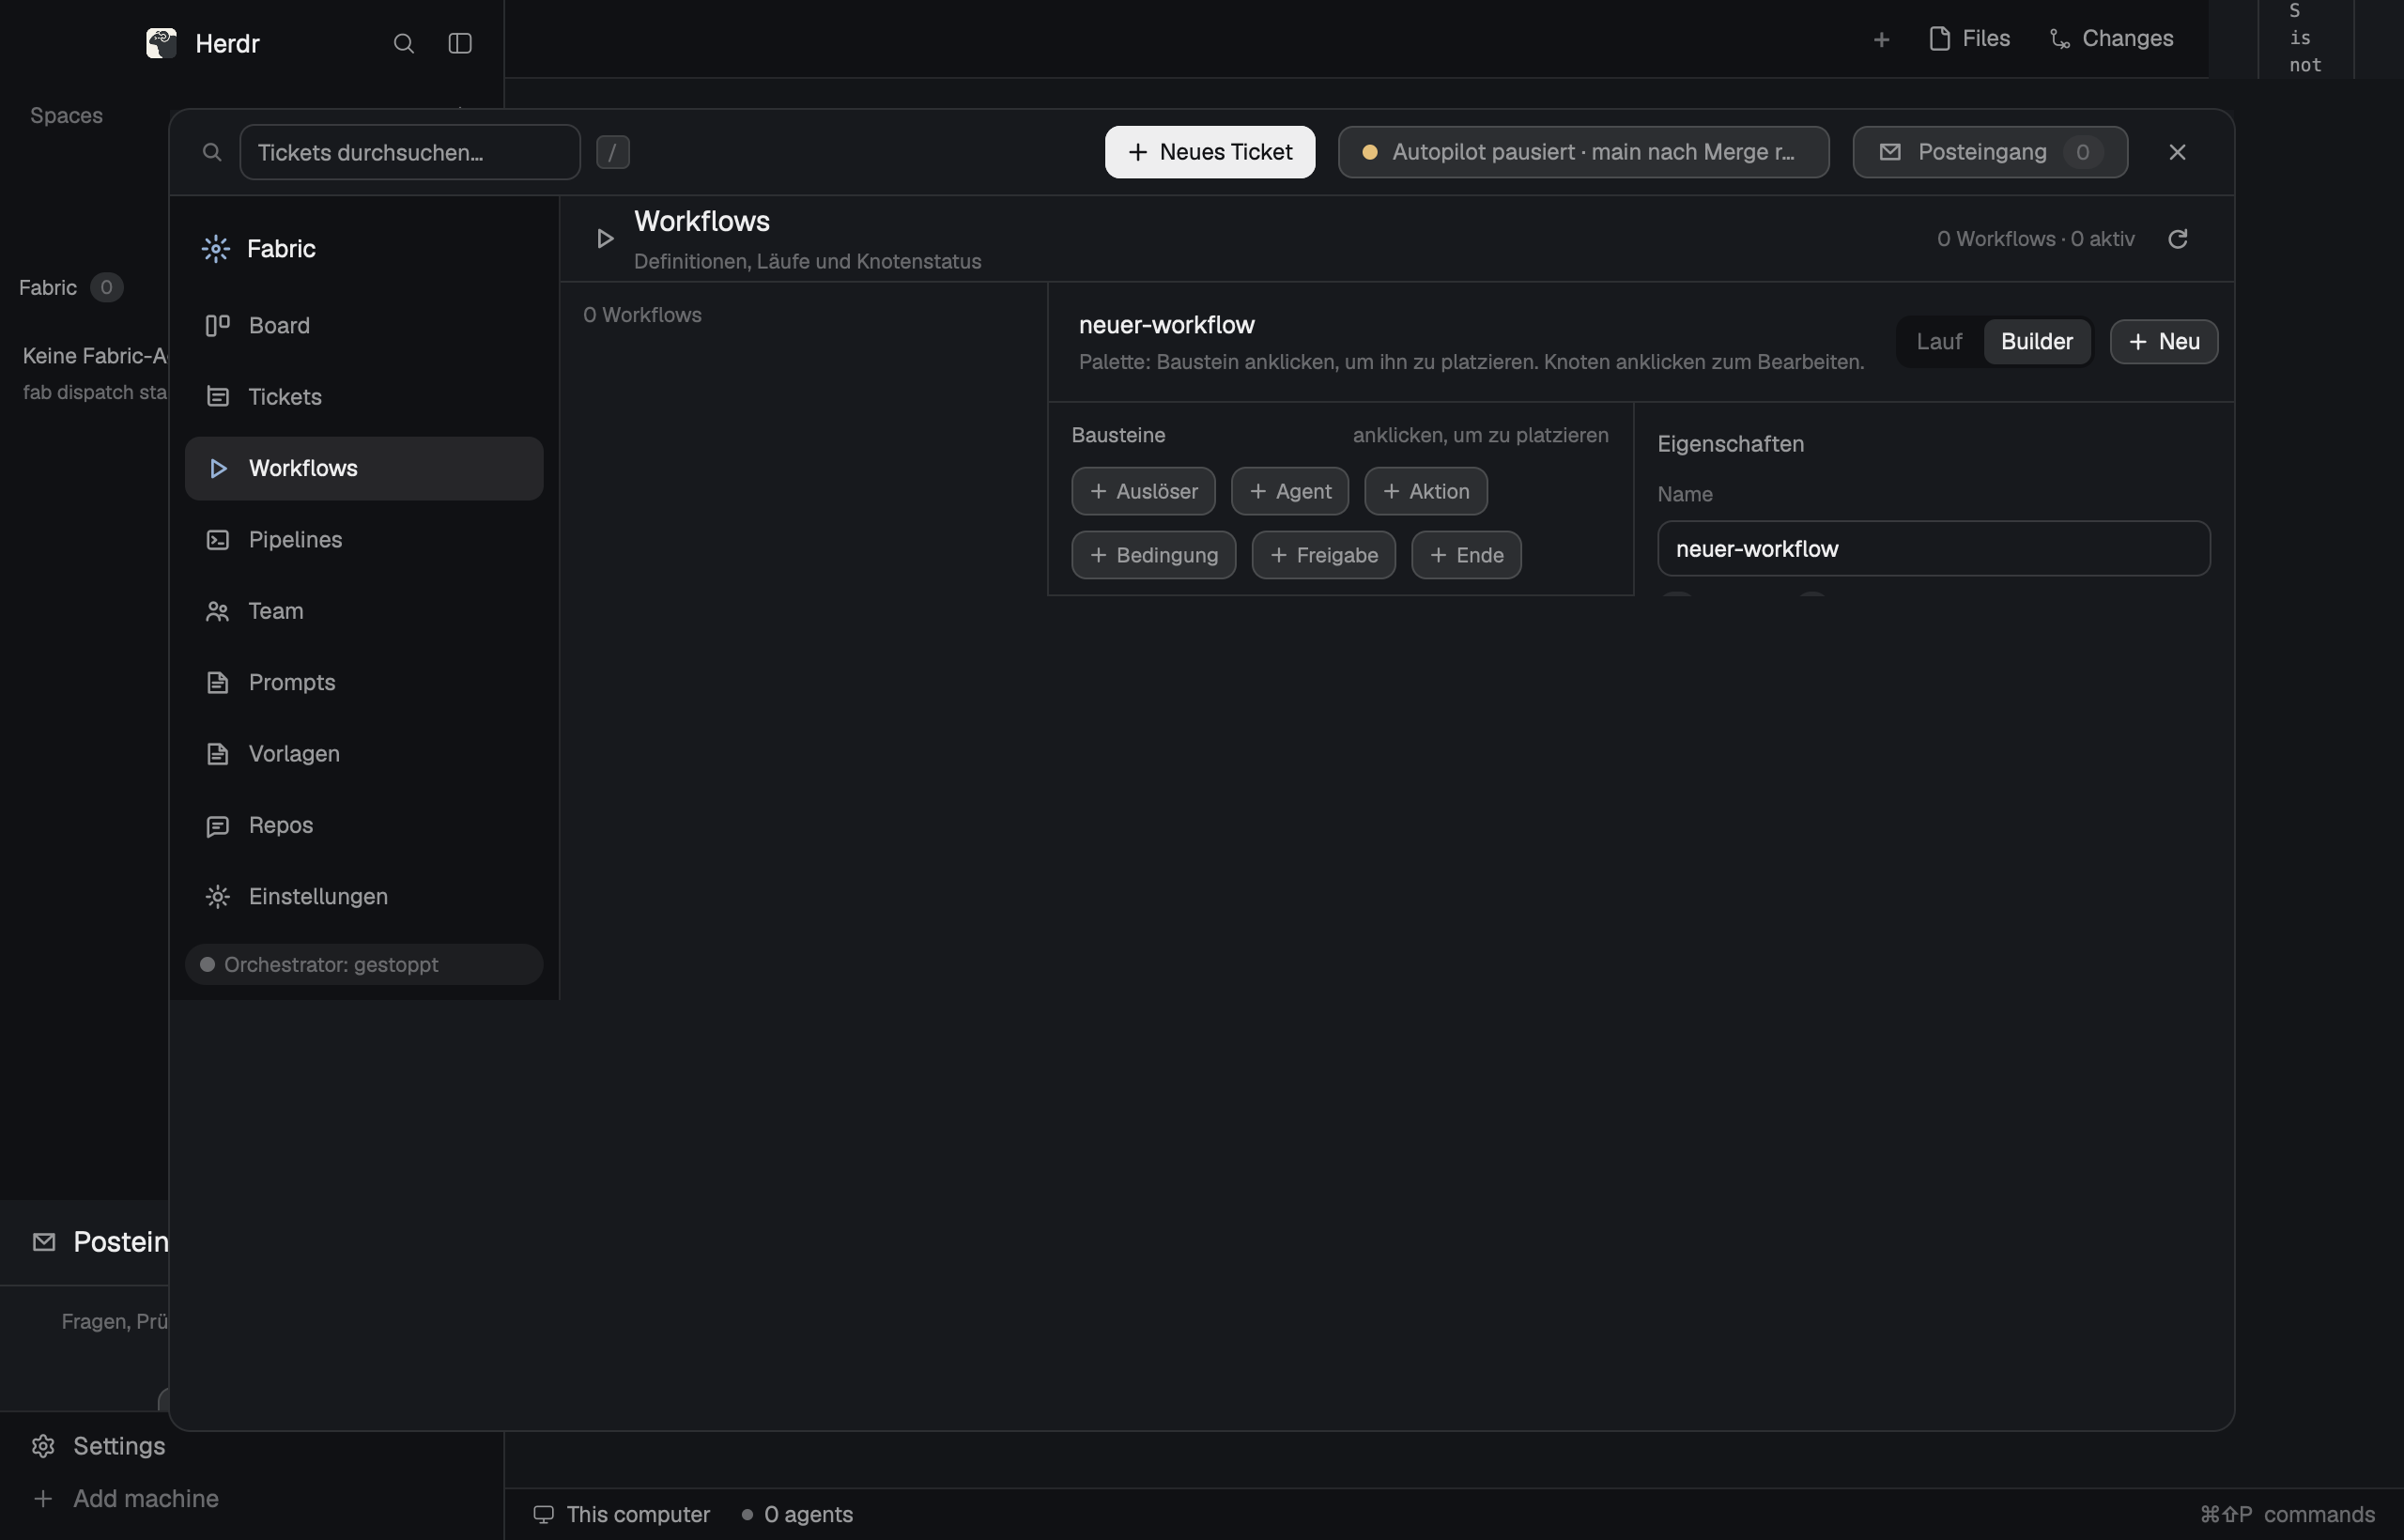 Herdr
Files
Changes
S
is
not
Spaces
Tickets durchsuchen…
/
Neues Ticket
Autopilot pausiert · main nach Merge r…
Posteingang 0
Fabric
Workflows
Definitionen, Läufe und Knotenstatus
0 Workflows · 0 aktiv
Fabric 0
Keine Fabric-A
fab dispatch sta
Board
Tickets
Workflows
Pipelines
Team
Prompts
Vorlagen
Repos
Einstellungen
Orchestrator: gestoppt
0 Workflows
neuer-workflow
Palette: Baustein anklicken, um ihn zu platzieren. Knoten anklicken zum Bearbeiten.
Lauf
Builder
Neu
Bausteine
anklicken, um zu platzieren
+ Auslöser
+ Agent
+ Aktion
+ Bedingung
+ Freigabe
+ Ende
Eigenschaften
Name
neuer-workflow
Postein
Fragen, Prü
Settings
Add machine
This computer
0 agents
⌘⇧P commands